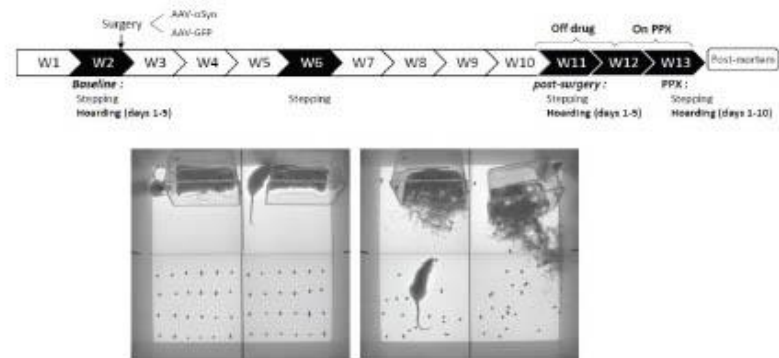 AAV-αSyn
Surgery
AAV-GFP
Off drug
On PPX
W1 W2 W3 W4 W5 W6 W7 W8 W9 W10 W11 W12 W13 Post-mortem
Baseline :
Stepping
Hoarding (days 1-5)
Stepping
post-surgery :
Stepping
Hoarding (days 1-5)
PPX :
Stepping
Hoarding (days 1-10)